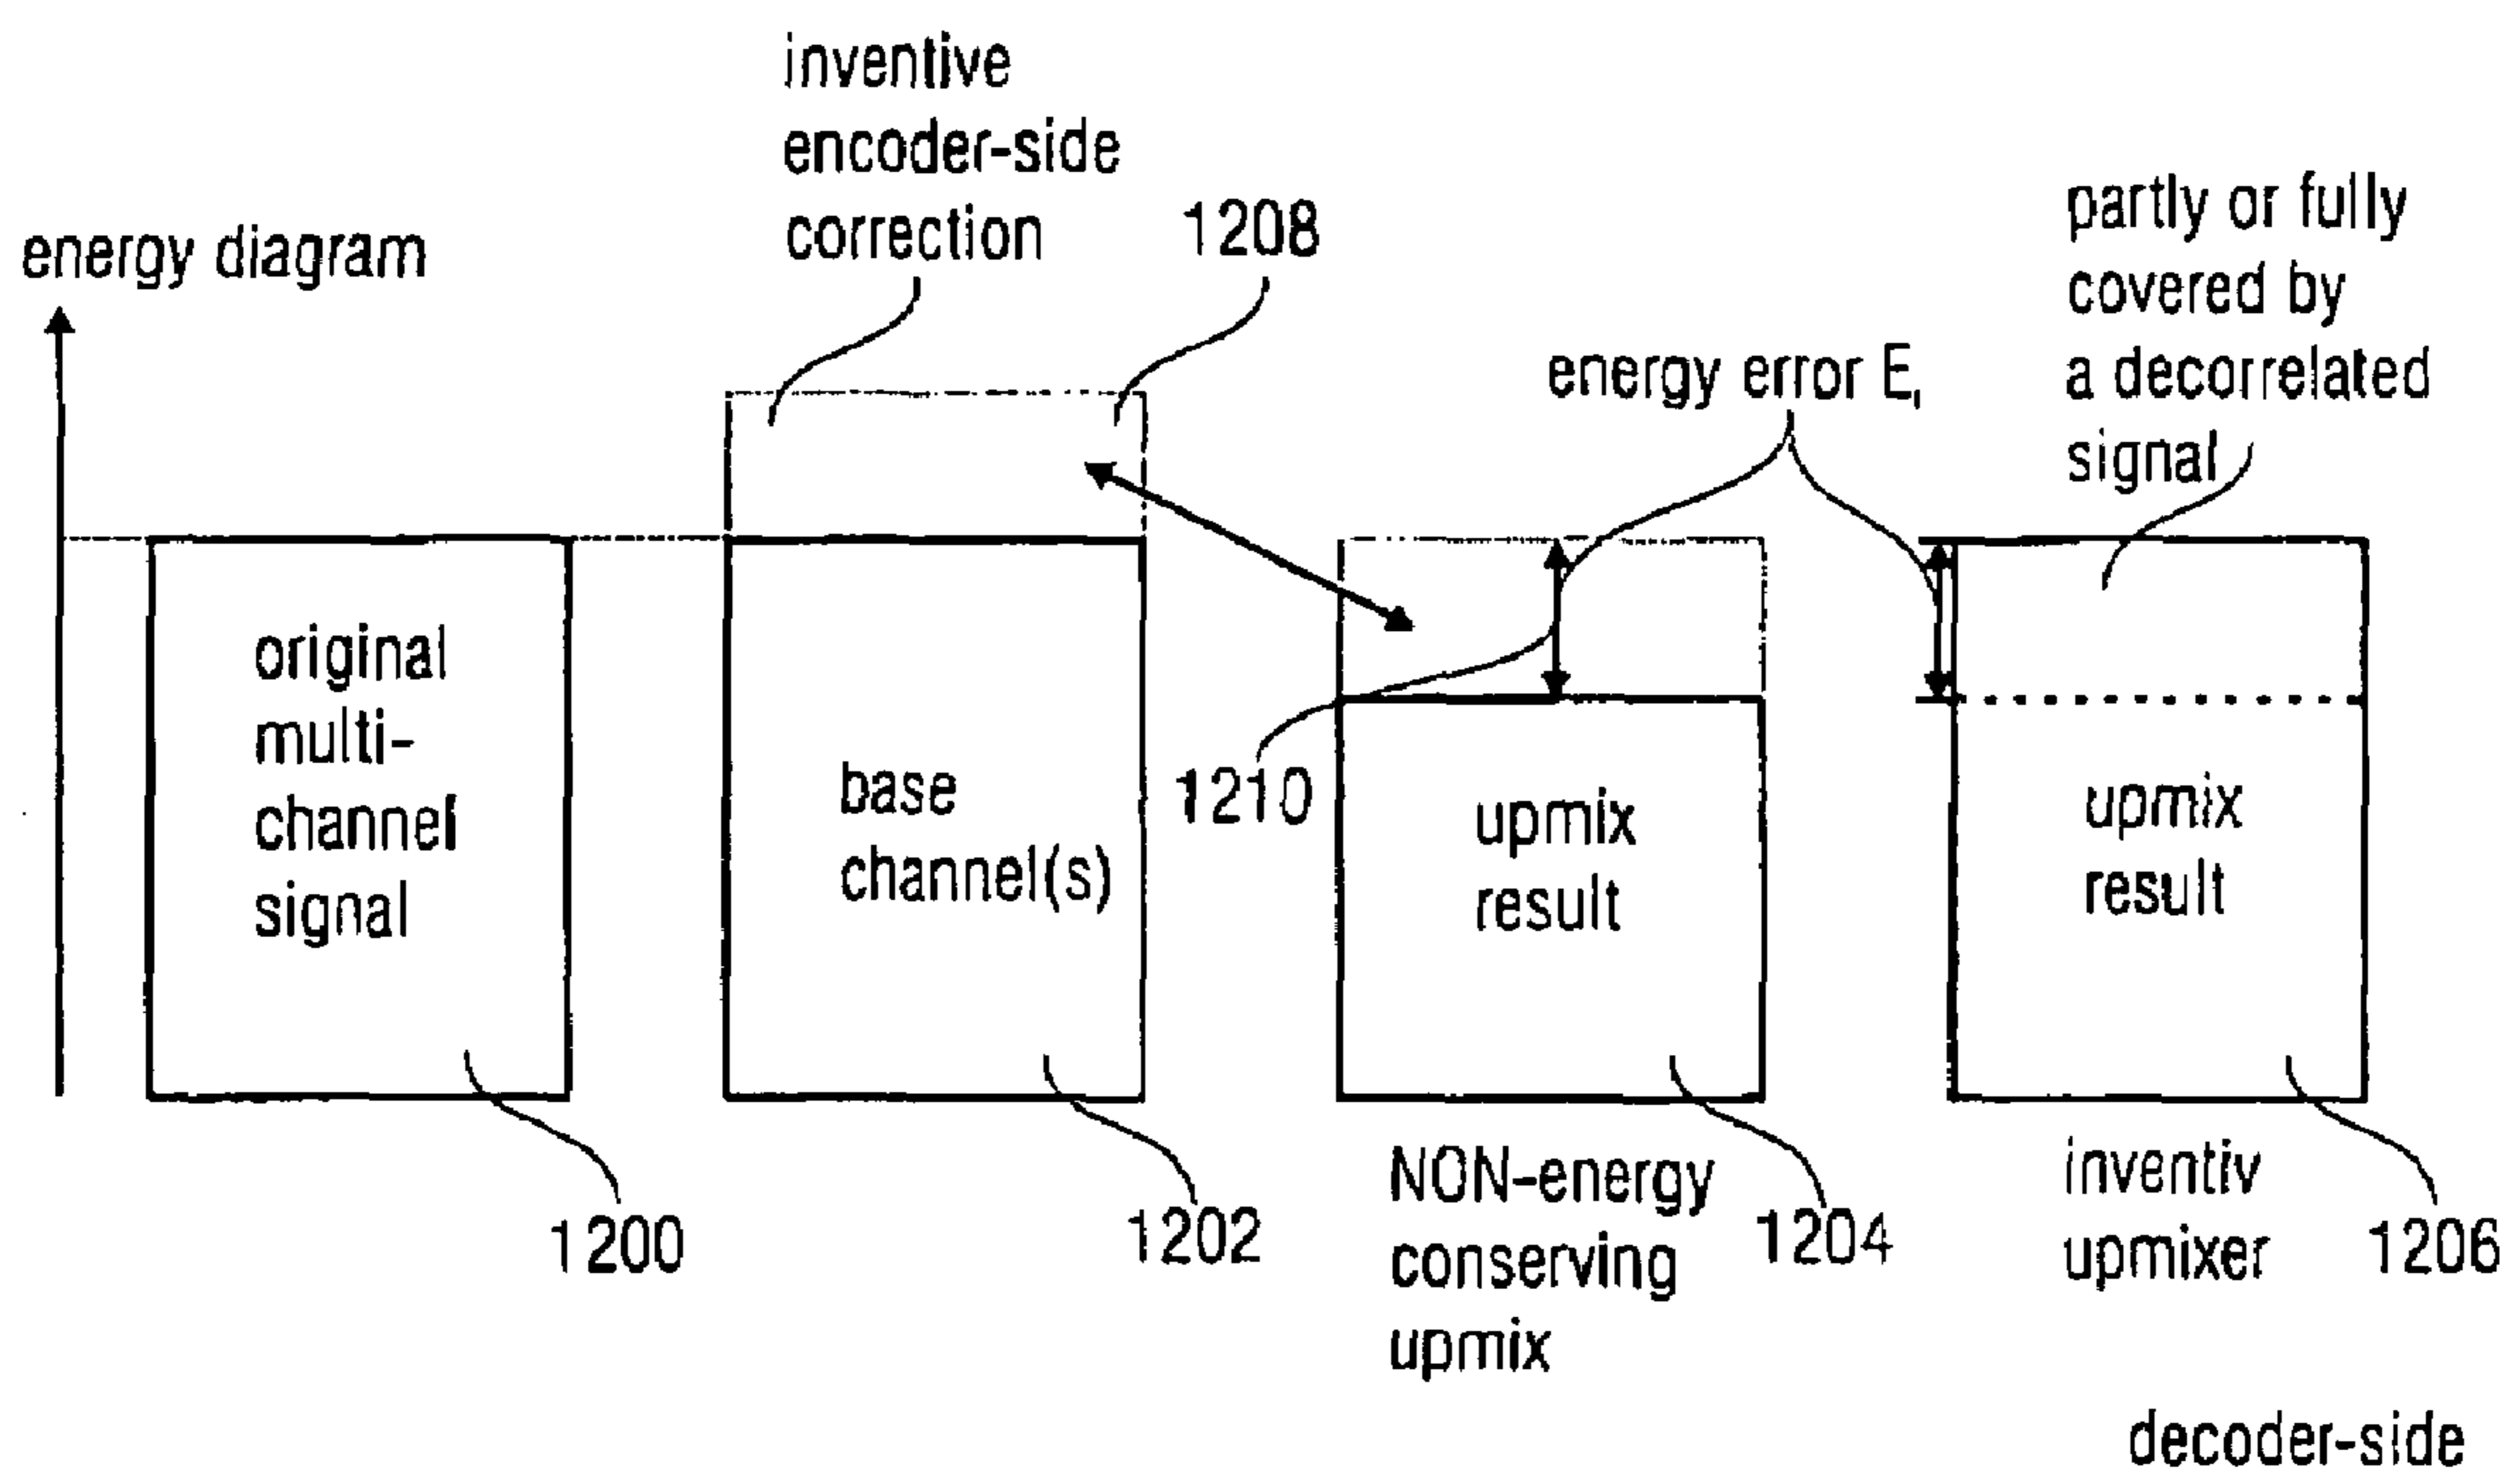 inventive
encoder-side
correction
1208
energy diagram
partly or fully
covered by
a decorrelated
signal
energy error E,
original
multi-
channel
signal
base
channel(s)
1210
upmix
result
upmix
result
1200
1202
NON-energy
conserving
upmix
1204
inventiv
upmixer
1206
decoder-side